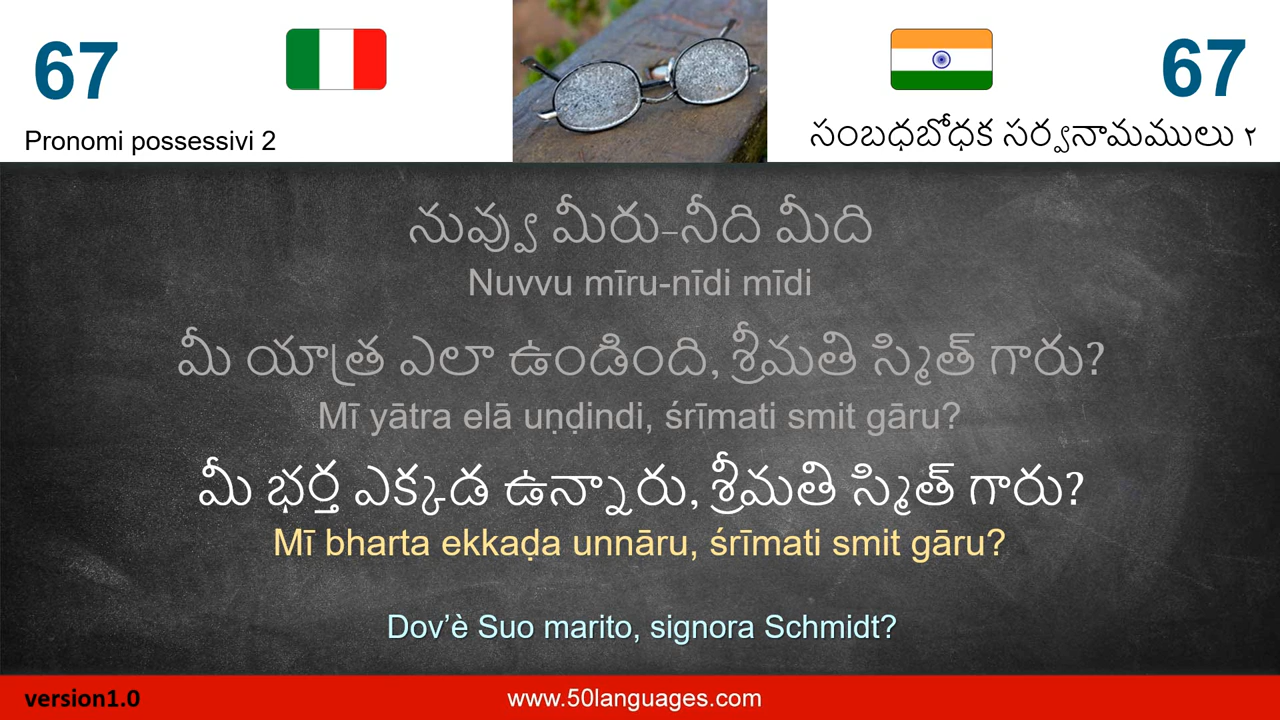 67
67
Pronomi possessivi 2
సంబధబోధక సర్వనామములు ౨
నువ్వు మీరు-నీది మీది
Nuvvu mīru-nīdi mīdi
మీ యాత్ర ఎలా ఉండింది, శ్రీమతి స్మిత్ గారు?
Mī yātra elā uṇḍindi, śrīmati smit gāru?
మీ భర్త ఎక్కడ ఉన్నారు, శ్రీమతి స్మిత్ గారు?
Mī bharta ekkaḍa unnāru, śrīmati smit gāru?
Dov’è Suo marito, signora Schmidt?
version1.0
www.50languages.com